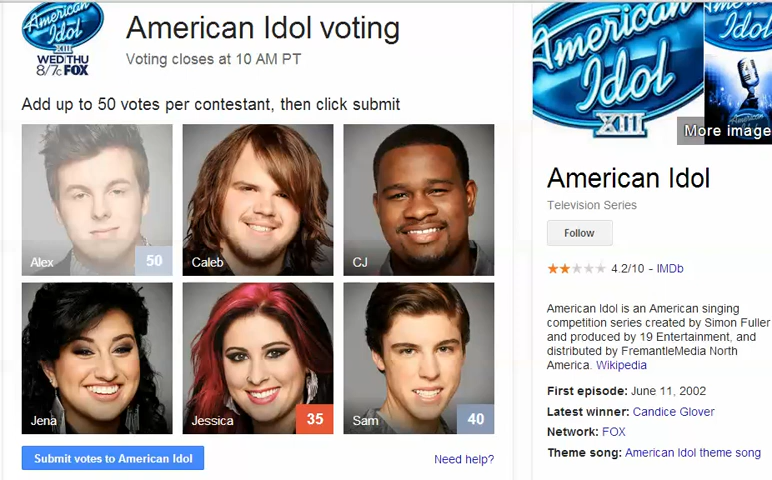 American Idol
XIII
WED|THU
8/7c FOX
American Idol voting
Voting closes at 10 AM PT
Add up to 50 votes per contestant, then click submit
Alex
50
Caleb
CJ
Jena
Jessica
35
Sam
40
Submit votes to American Idol
Need help?
American Idol
XIII
American Idol
More image
American Idol
Television Series
Follow
4.2/10 - IMDb
American Idol is an American singing
competition series created by Simon Fuller
and produced by 19 Entertainment, and
distributed by FremantleMedia North
America. Wikipedia
First episode: June 11, 2002
Latest winner: Candice Glover
Network: FOX
Theme song: American Idol theme song